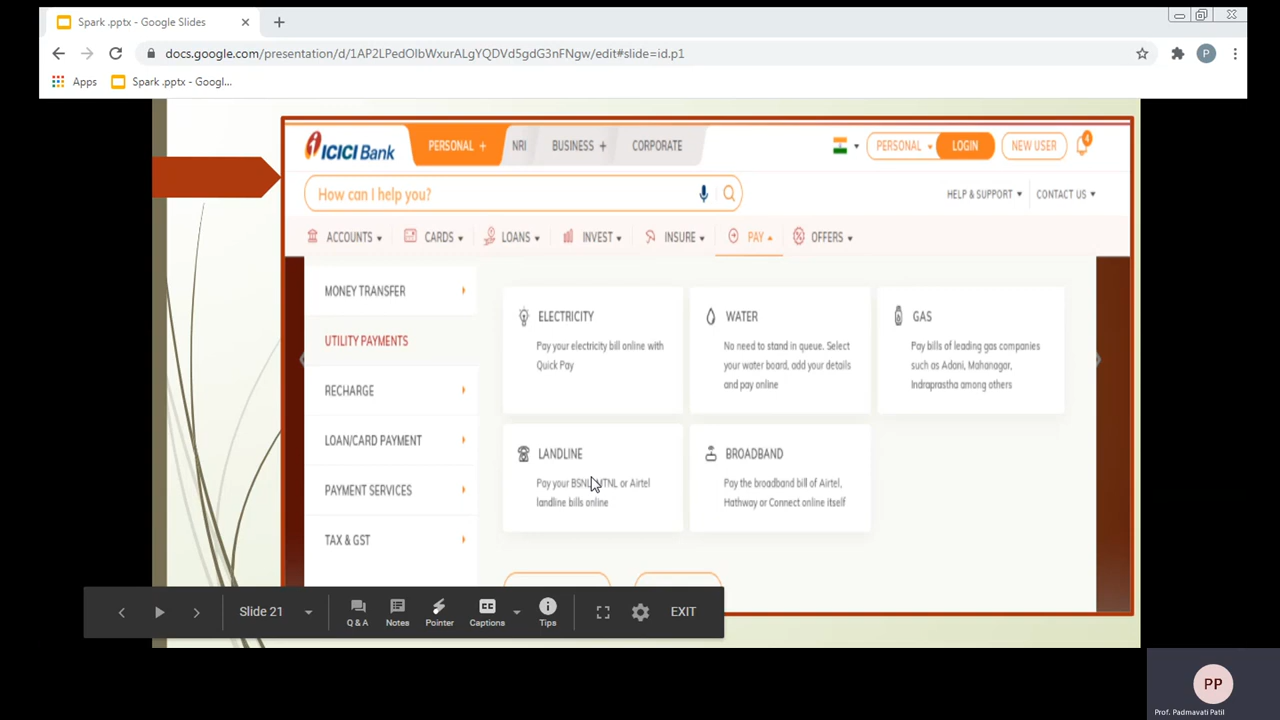 Spark .pptx - Google Slides
docs.google.com/presentation/d/1AP2LPedOlbWxurALgYQDVd5gdG3nFNgw/edit#slide=id.p1
P
Apps
Spark .pptx - Googl...
ICICI Bank
PERSONAL +
NRI
BUSINESS +
CORPORATE
PERSONAL
LOGIN
NEW USER
4
How can I help you?
HELP & SUPPORT
CONTACT US
ACCOUNTS
CARDS
LOANS
INVEST
INSURE
PAY
OFFERS
MONEY TRANSFER
UTILITY PAYMENTS
RECHARGE
LOAN/CARD PAYMENT
PAYMENT SERVICES
TAX & GST
ELECTRICITY
Pay your electricity bill online with
Quick Pay
WATER
No need to stand in queue. Select
your water board, add your details
and pay online
GAS
Pay bills of leading gas companies
such as Adani, Mahanagar,
Indraprastha among others
LANDLINE
Pay your BSNL, MTNL or Airtel
landline bills online
BROADBAND
Pay the broadband bill of Airtel,
Hathway or Connect online itself
Slide 21
Q & A
Notes
Pointer
CC
Captions
Tips
EXIT
PP
Prof. Padmavati Patil